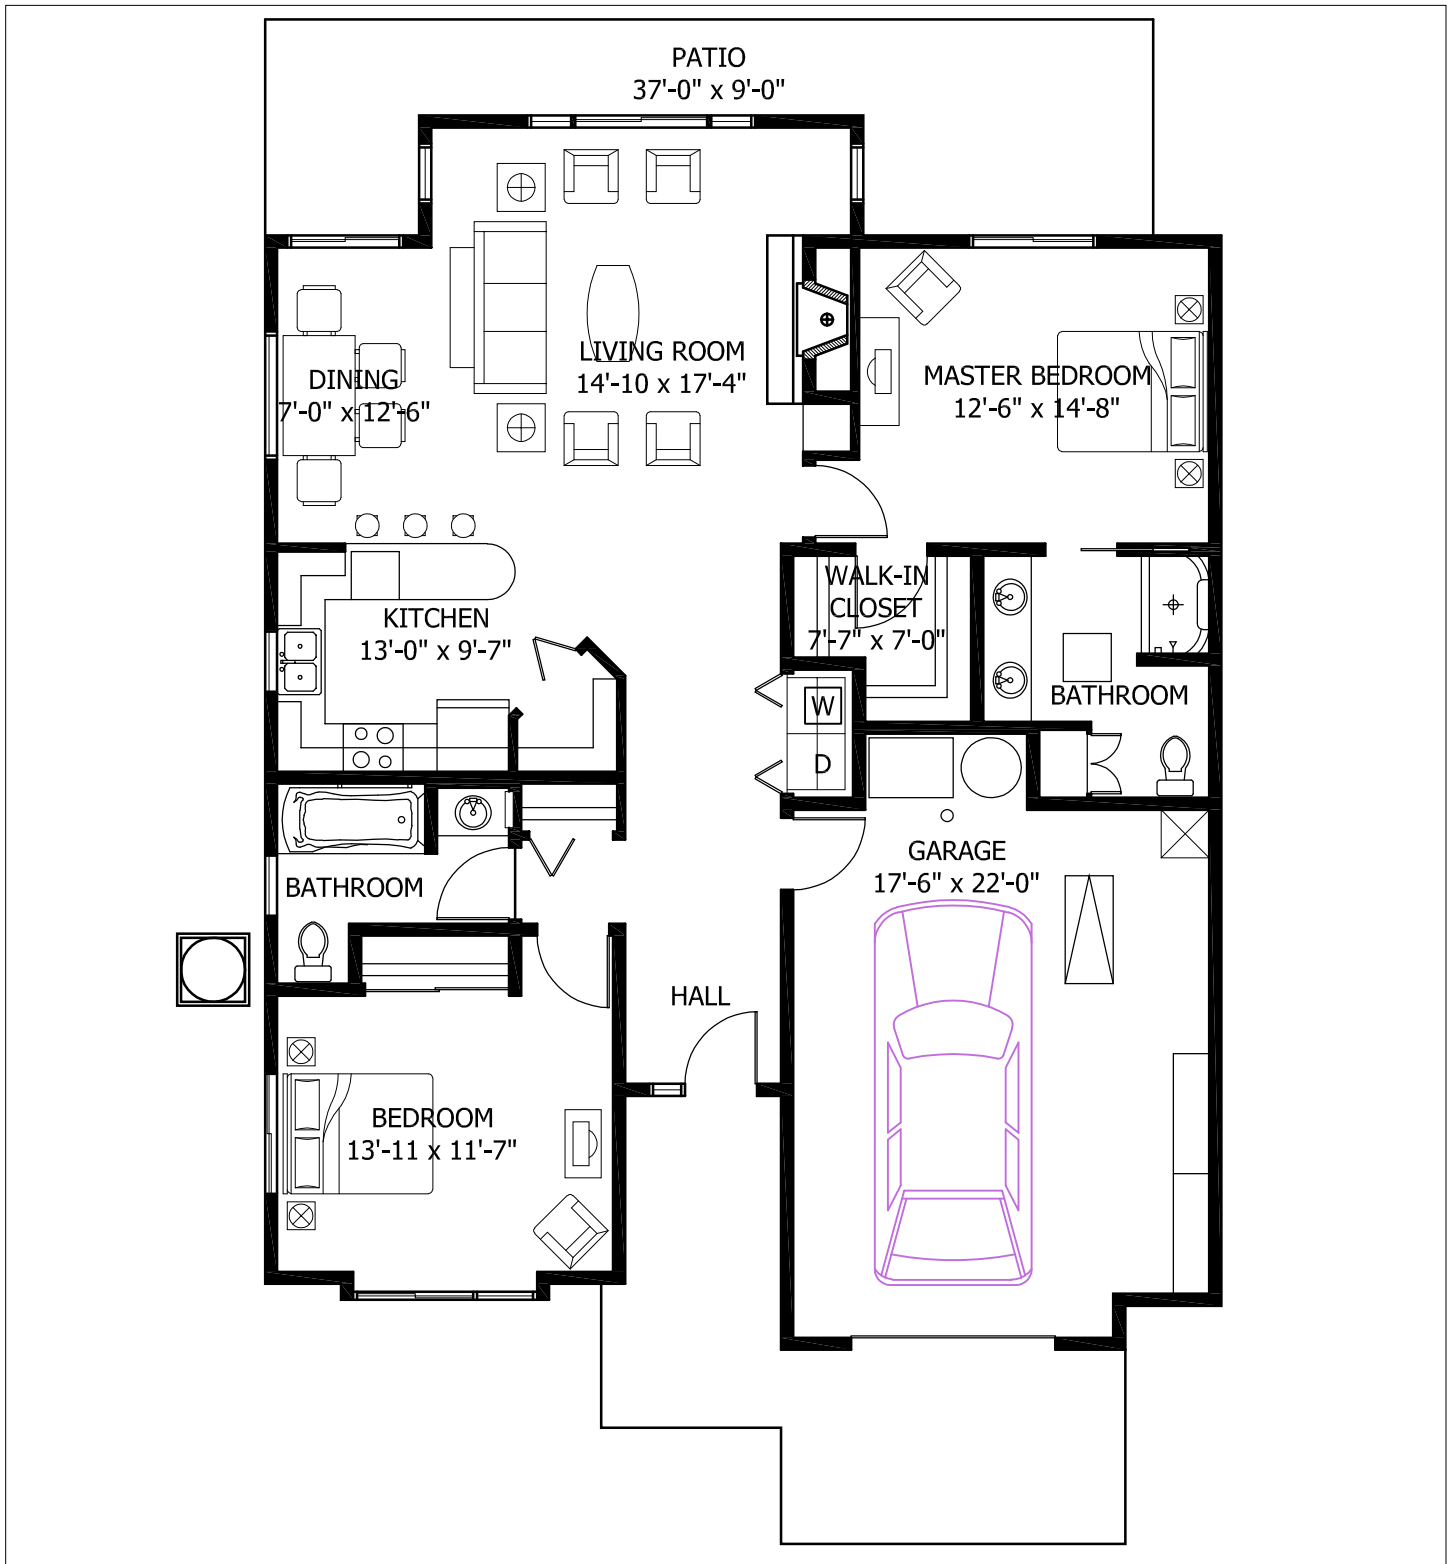 PATIO
37'-0" x 9'-0"
LIVING ROOM
14'-10 x 17'-4"
DINING
7'-0" x 12'-6"
MASTER BEDROOM
12'-6" x 14'-8"
WALK-IN
CLOSET
7'-7" x 7'-0"
KITCHEN
13'-0" x 9'-7"
BATHROOM
W
D
GARAGE
17'-6" x 22'-0"
BATHROOM
HALL
BEDROOM
13'-11 x 11'-7"